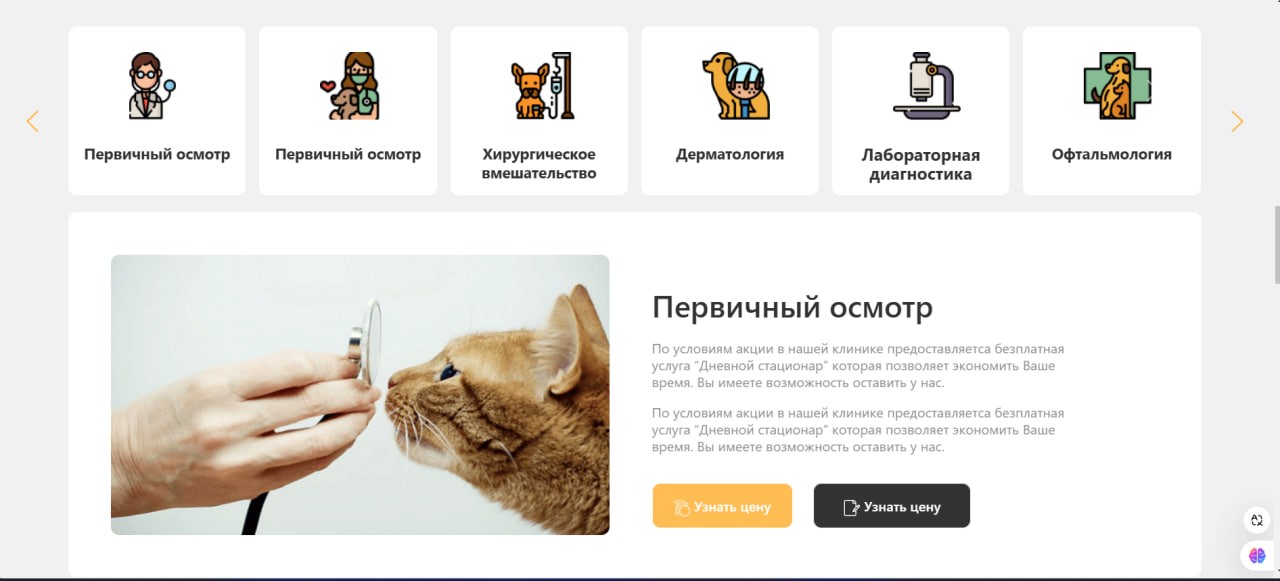 Первичный осмотр
Первичный осмотр
Хирургическое
вмешательство
Дерматология
Лабораторная
диагностика
Офтальмология
Первичный осмотр
По условиям акции в нашей клинике предоставляетса безплатная
услуга "Дневной стационар" которая позволяет экономить Ваше
время. Вы имеете возможность оставить у нас.
По условиям акции в нашей клинике предоставляетса безплатная
услуга "Дневной стационар" которая позволяет экономить Ваше
время. Вы имеете возможность оставить у нас.
Узнать цену
Узнать цену